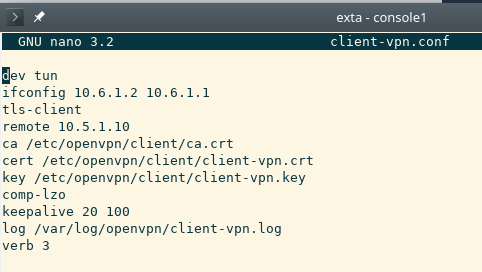 exta - console1
GNU nano 3.2 client-vpn.conf
dev tun
ifconfig 10.6.1.2 10.6.1.1
tls-client
remote 10.5.1.10
ca /etc/openvpn/client/ca.crt
cert /etc/openvpn/client/client-vpn.crt
key /etc/openvpn/client/client-vpn.key
comp-lzo
keepalive 20 100
log /var/log/openvpn/client-vpn.log
verb 3